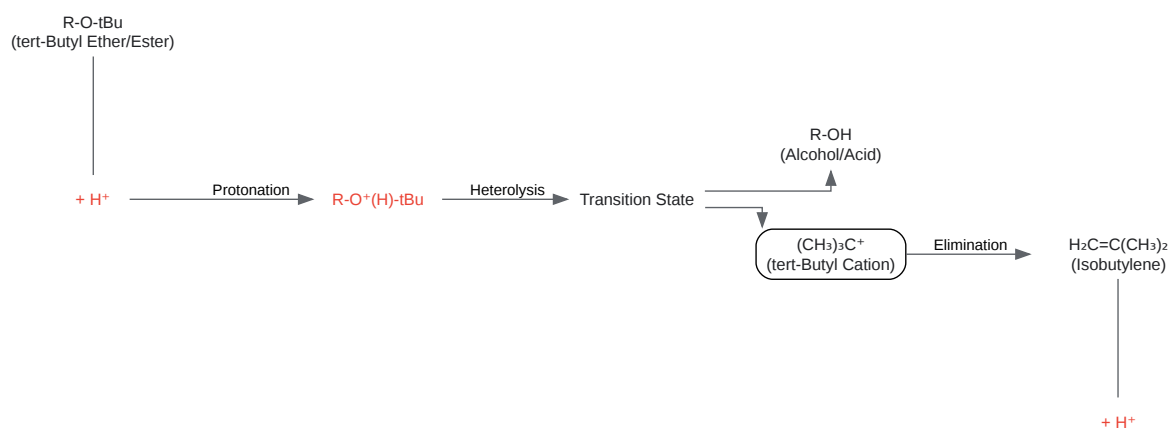 R-O-tBu
(tert-Butyl Ether/Ester)
+ H⁺
Protonation
R-O⁺(H)-tBu
Heterolysis
Transition State
R-OH
(Alcohol/Acid)
(CH₃)₃C⁺
(tert-Butyl Cation)
Elimination
H₂C=C(CH₃)₂
(Isobutylene)
+ H⁺